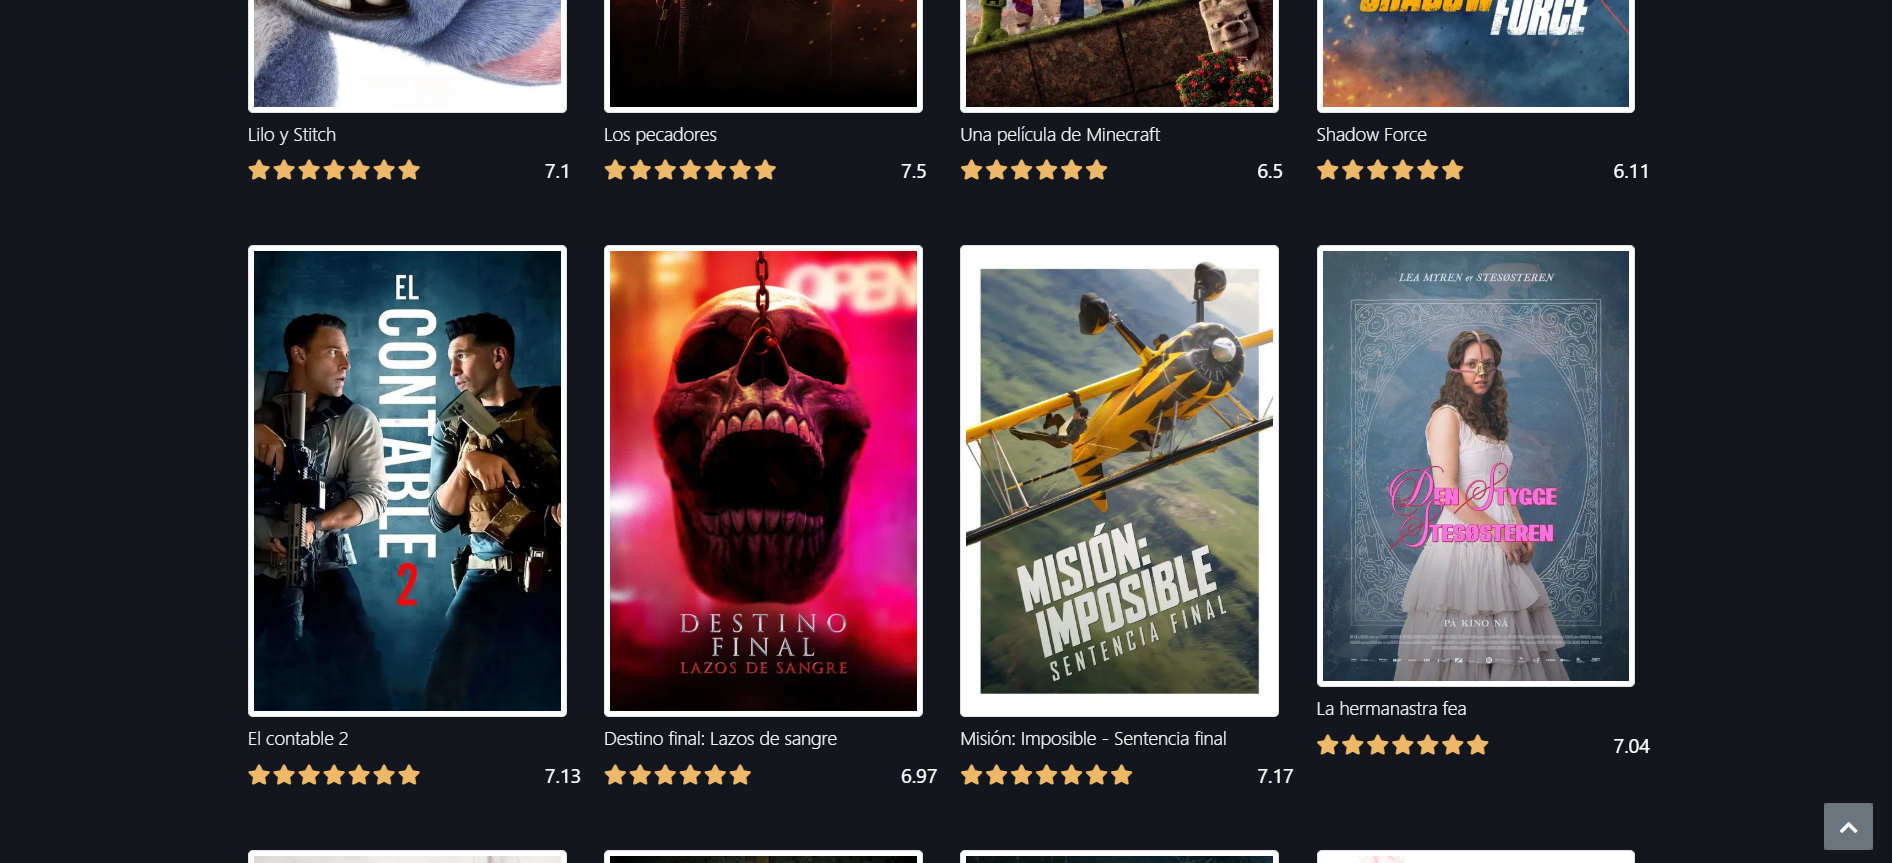 SHADOW
FORCE
Lilo y Stitch
Los pecadores
Una película de Minecraft
Shadow Force
7.1
7.5
6.5
6.11
EL
CONTABLE
2
OPEN
DESTINO
FINAL
LAZOS DE SANGRE
MISIÓN:
IMPOSIBLE
SENTENCIA FINAL
LEA MYREN er STESØSTEREN
DEN STYGGE
STESØSTEREN
PÅ KINO NÅ
El contable 2
Destino final: Lazos de sangre
Misión: Imposible - Sentencia final
La hermanastra fea
7.13
6.97
7.17
7.04